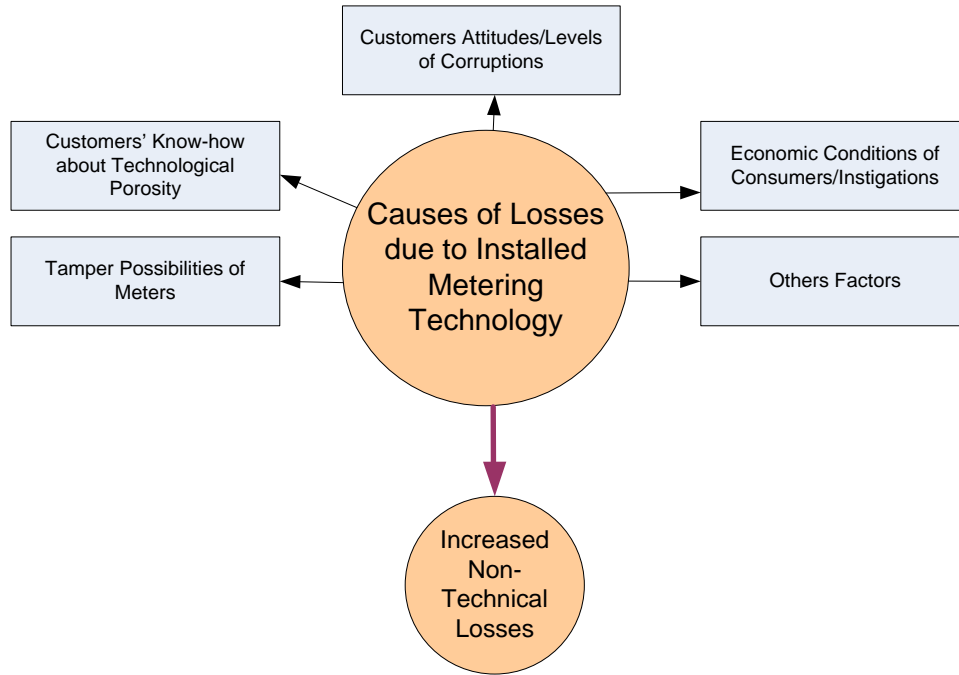 Customers Attitudes/Levels
of Corruptions
Customers' Know-how
about Technological
Porosity
Economic Conditions of
Consumers/Instigations
Causes of Losses
due to Installed
Metering
Technology
Tamper Possibilities of
Meters
Others Factors
Increased
Non-
Technical
Losses